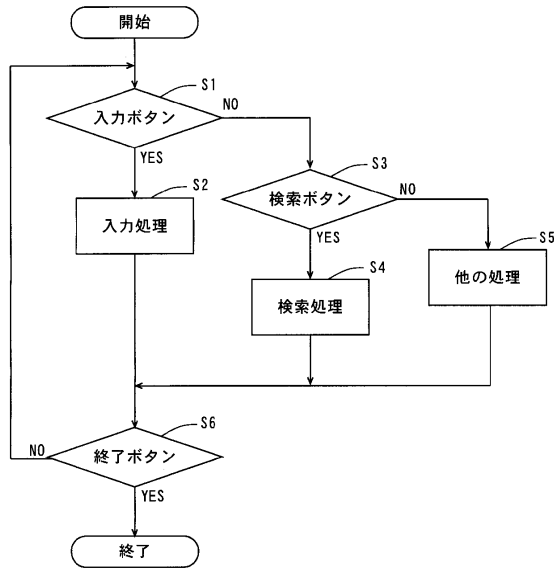 開始
S1
入力ボタン
NO
YES
S2
入力処理
S3
検索ボタン
NO
YES
S4
検索処理
S5
他の処理
S6
終了ボタン
NO
YES
終了